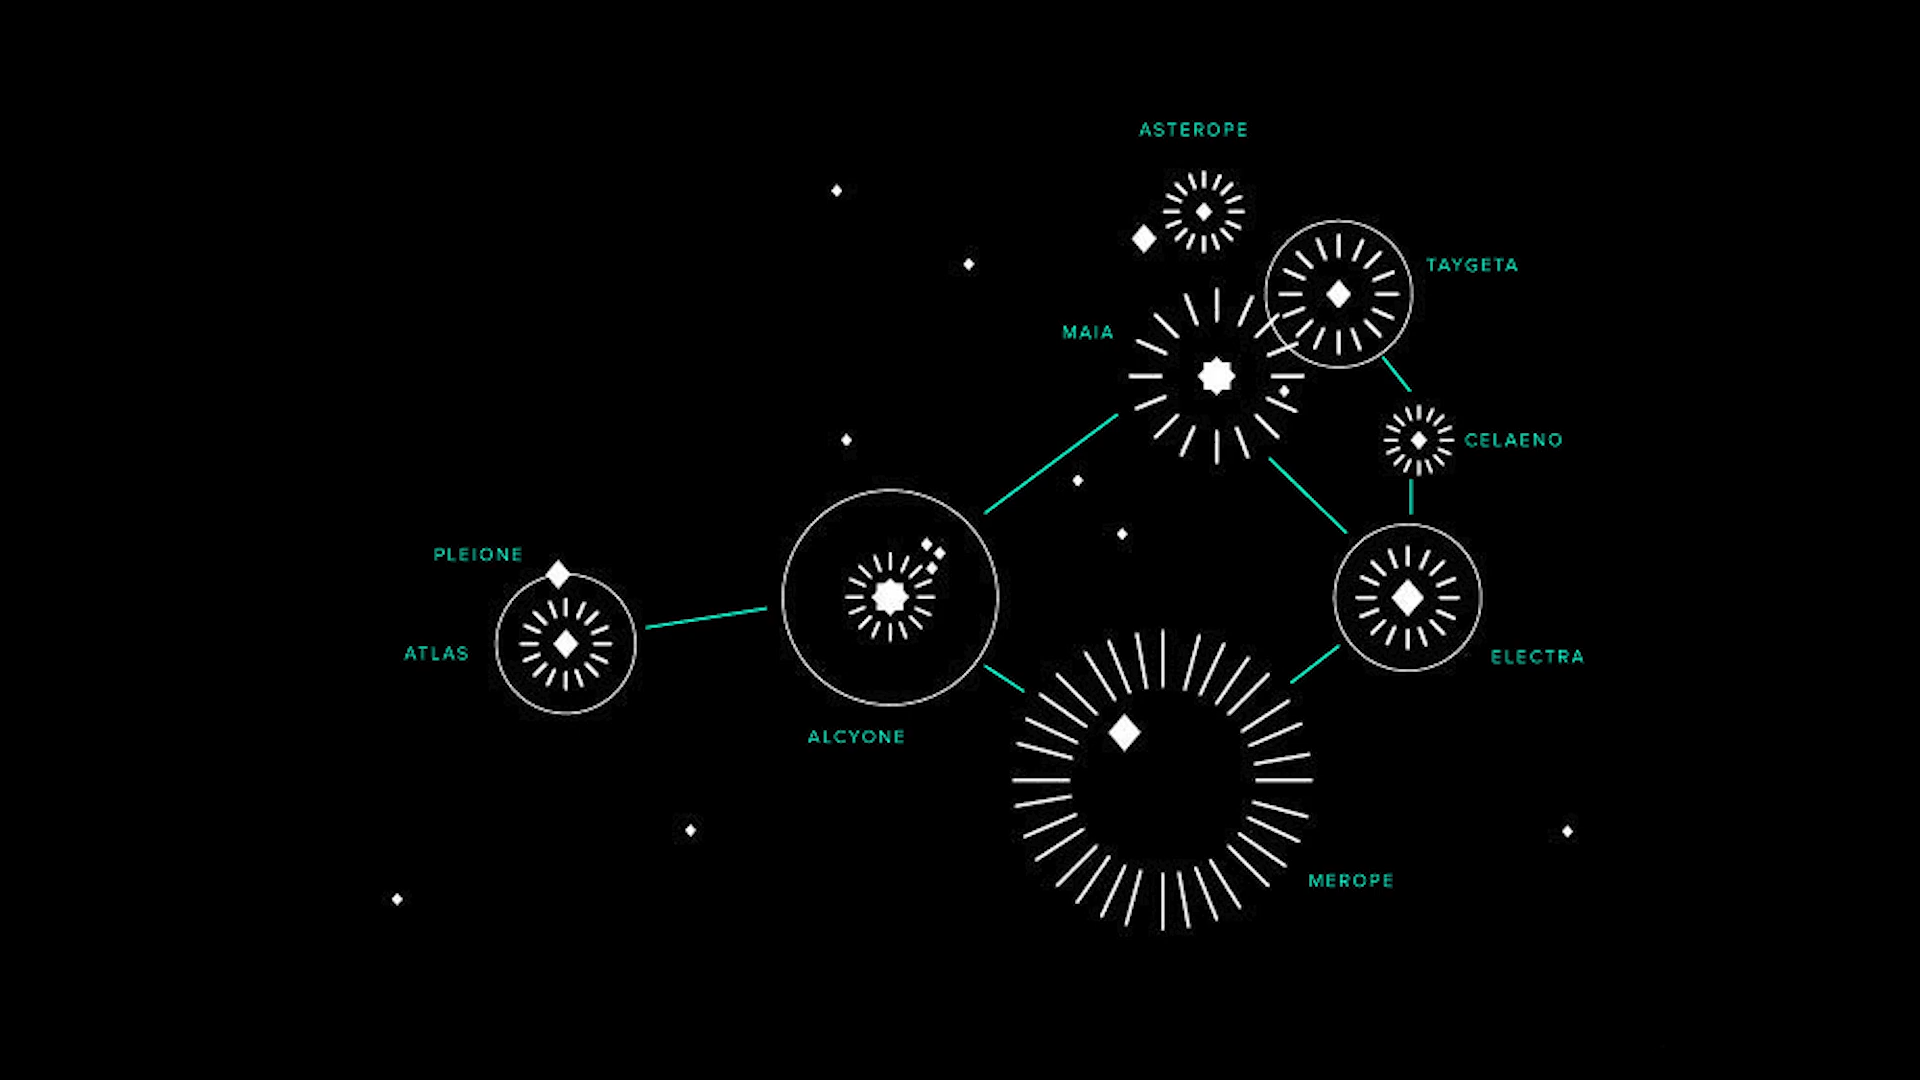 ASTEROPE
TAYGETA
MAIA
CELAENO
PLEIONE
ATLAS
ELECTRA
ALCYONE
MEROPE